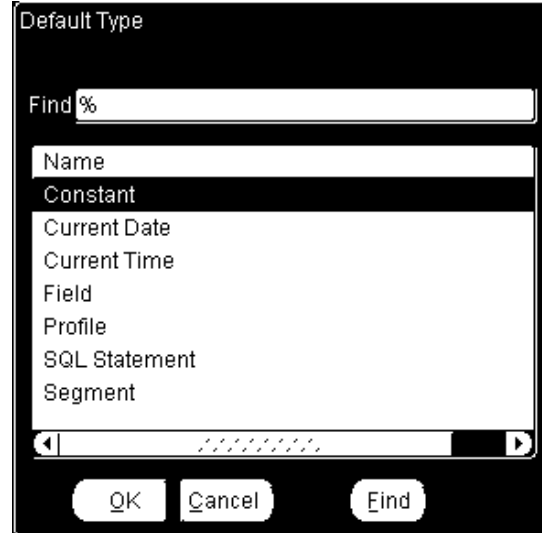 Default Type
Find %
Name
Constant
Current Date
Current Time
Field
Profile
SQL Statement
Segment
OK Cancel Find